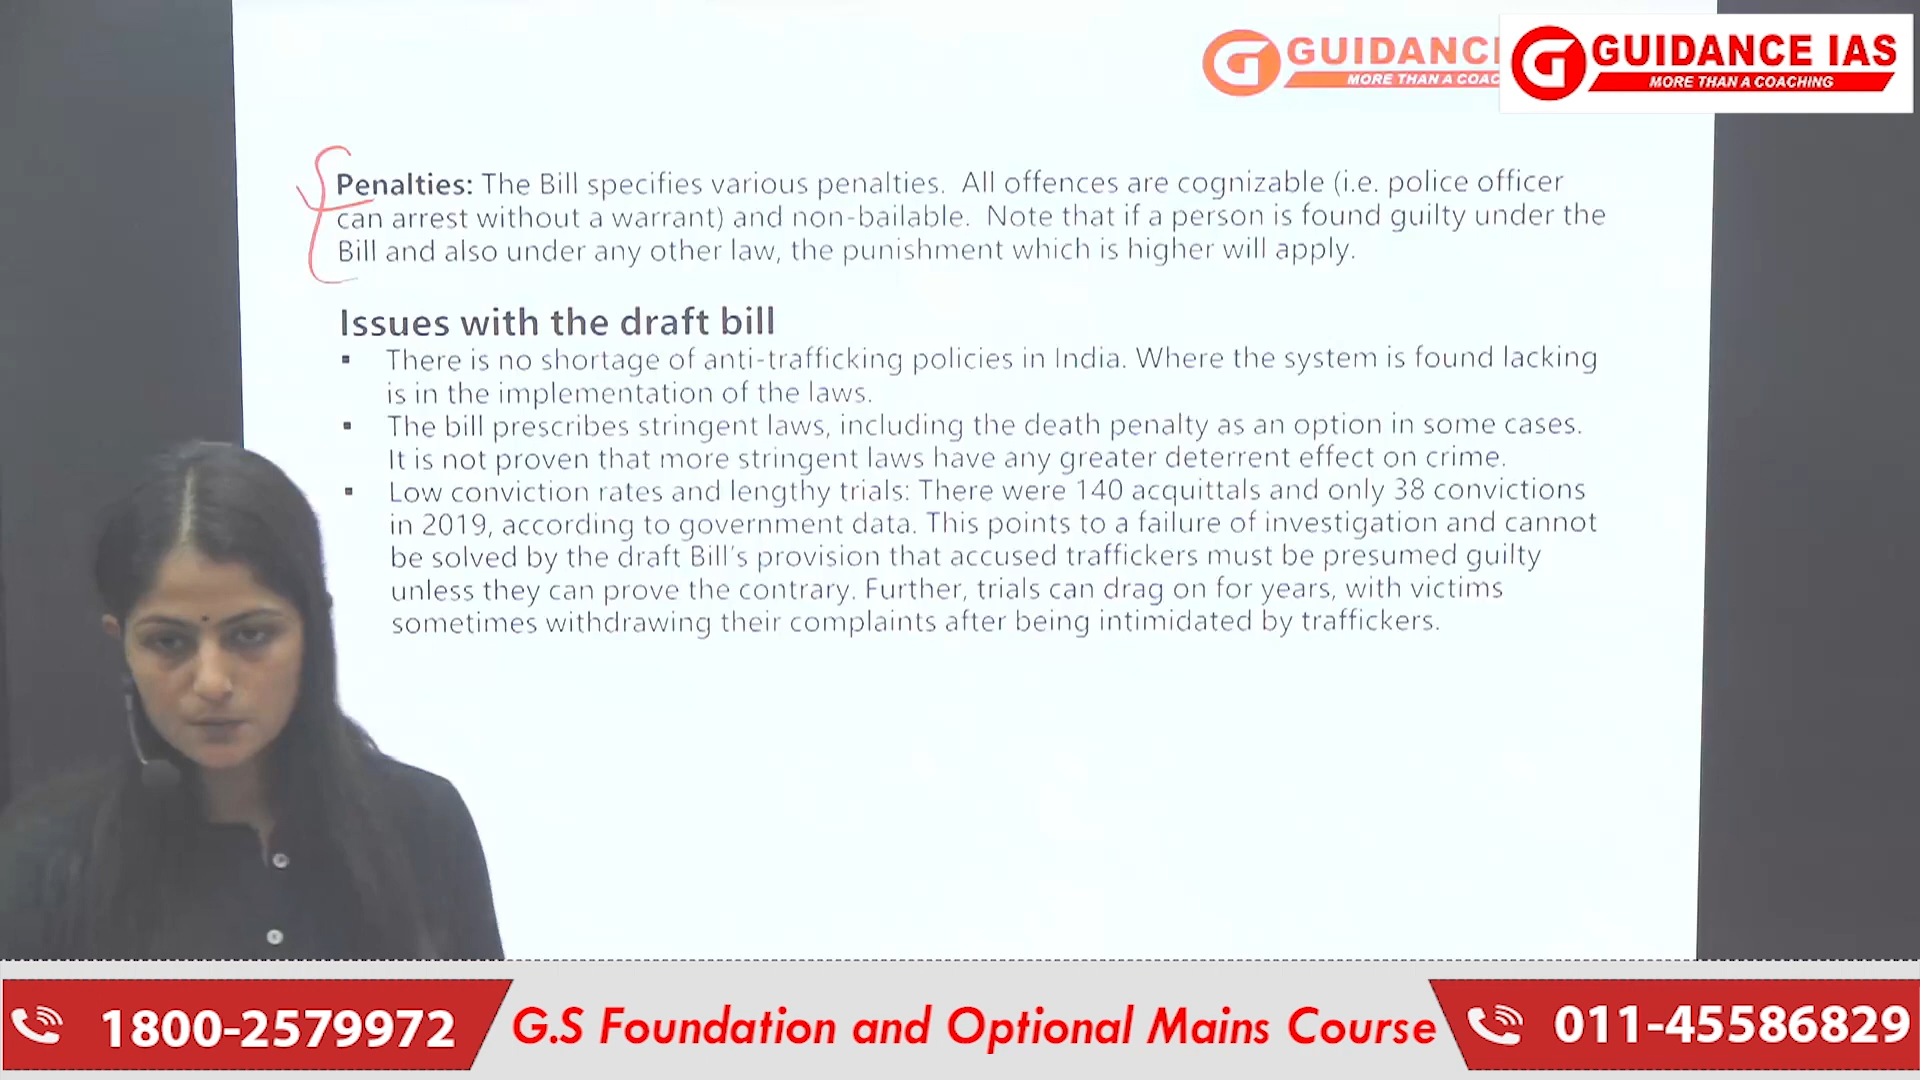 GUIDANCE
MORE THAN A COAC
GUIDANCE IAS
MORE THAN A COACHING
Penalties: The Bill specifies various penalties. All offences are cognizable (i.e. police officer
can arrest without a warrant) and non-bailable. Note that if a person is found guilty under the
Bill and also under any other law, the punishment which is higher will apply.
Issues with the draft bill
▪ There is no shortage of anti-trafficking policies in India. Where the system is found lacking
is in the implementation of the laws.
▪ The bill prescribes stringent laws, including the death penalty as an option in some cases.
It is not proven that more stringent laws have any greater deterrent effect on crime.
▪ Low conviction rates and lengthy trials: There were 140 acquittals and only 38 convictions
in 2019, according to government data. This points to a failure of investigation and cannot
be solved by the draft Bill's provision that accused traffickers must be presumed guilty
unless they can prove the contrary. Further, trials can drag on for years, with victims
sometimes withdrawing their complaints after being intimidated by traffickers.
1800-2579972
G.S Foundation and Optional Mains Course
011-45586829